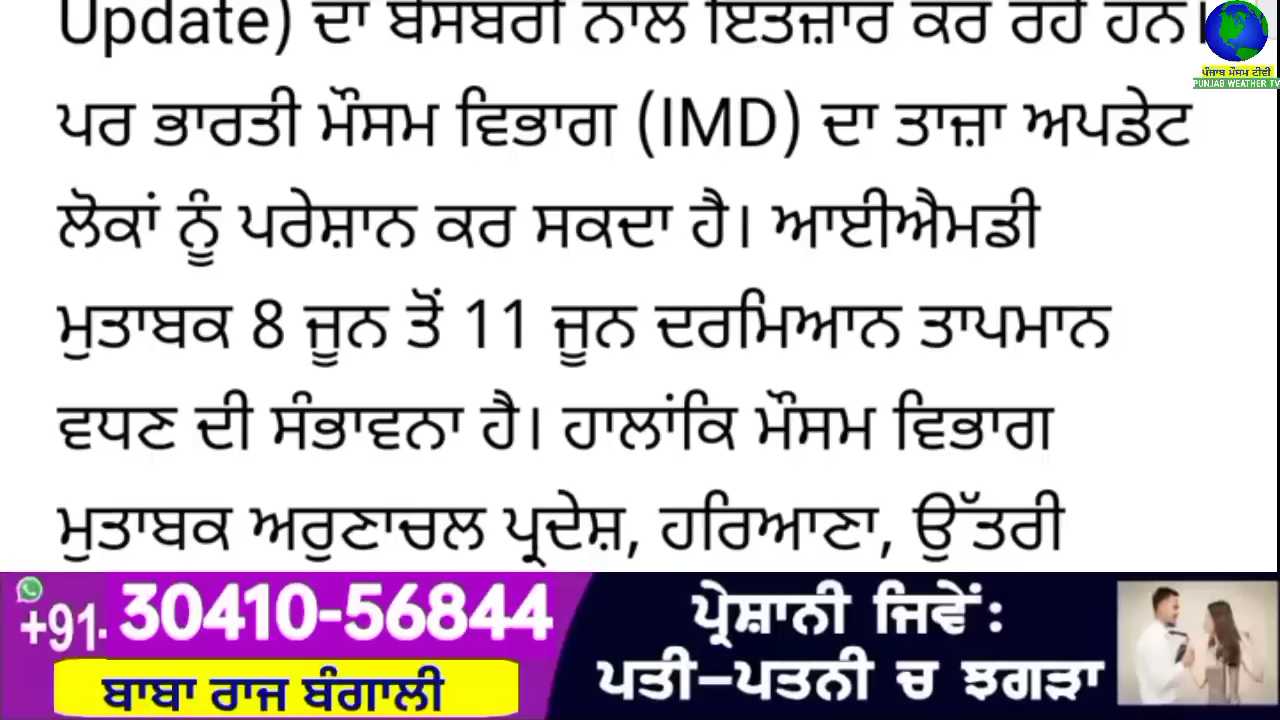 Update) ਦਾ ਬੇਸਬਰੀ ਨਾਲ ਇੰਤਜ਼ਾਰ ਕਰ ਰਹੇ ਹਨ।
ਪੰਜਾਬ ਮੌਸਮ ਟੀਵੀ
PUNJAB WEATHER TV
ਪਰ ਭਾਰਤੀ ਮੌਸਮ ਵਿਭਾਗ (IMD) ਦਾ ਤਾਜ਼ਾ ਅਪਡੇਟ
ਲੋਕਾਂ ਨੂੰ ਪਰੇਸ਼ਾਨ ਕਰ ਸਕਦਾ ਹੈ। ਆਈਐਮਡੀ
ਮੁਤਾਬਕ 8 ਜੂਨ ਤੋਂ 11 ਜੂਨ ਦਰਮਿਆਨ ਤਾਪਮਾਨ
ਵਧਣ ਦੀ ਸੰਭਾਵਨਾ ਹੈ। ਹਾਲਾਂਕਿ ਮੌਸਮ ਵਿਭਾਗ
ਮੁਤਾਬਕ ਅਰੁਣਾਚਲ ਪ੍ਰਦੇਸ਼, ਹਰਿਆਣਾ, ਉੱਤਰੀ
+91- 30410-56844
ਬਾਬਾ ਰਾਜ ਬੰਗਾਲੀ
ਪ੍ਰੇਸ਼ਾਨੀ ਜਿਵੇਂ:
ਪਤੀ-ਪਤਨੀ ਚ ਝਗੜਾ